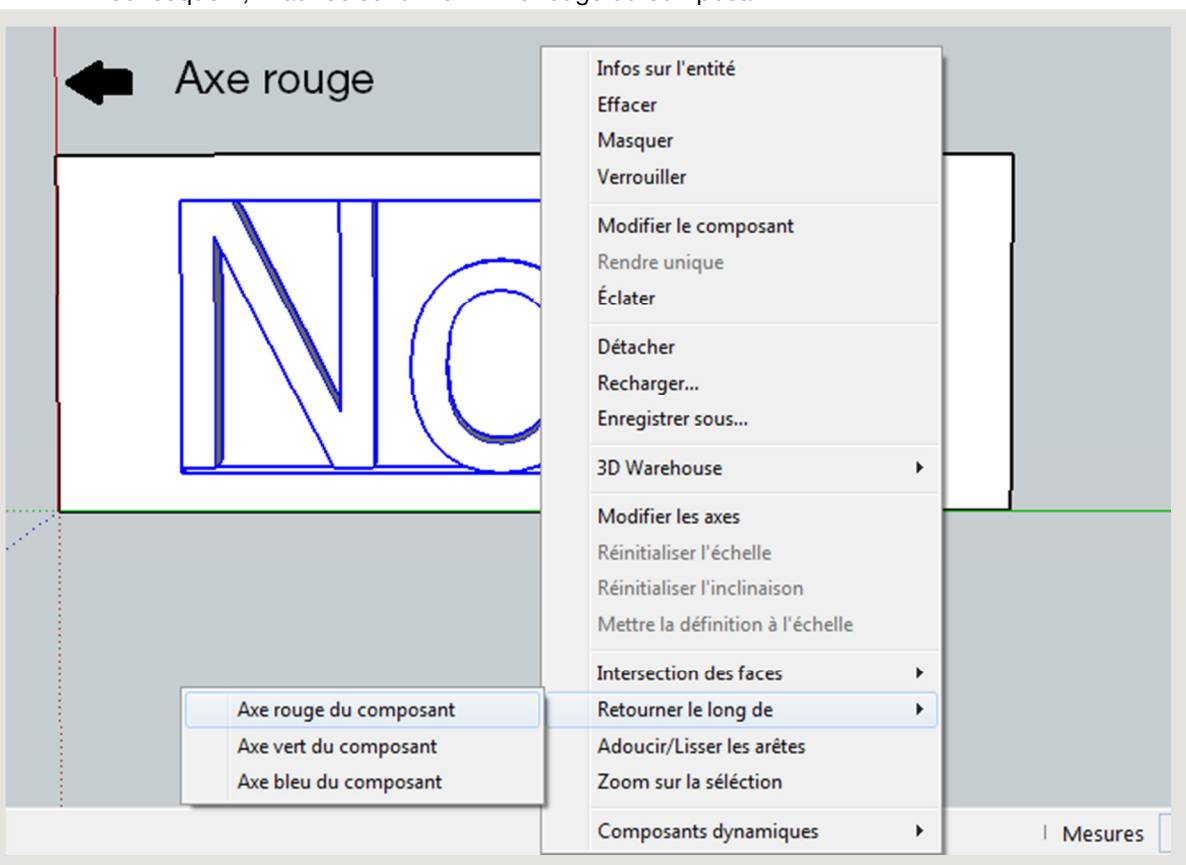 Axe rouge
No
Infos sur l'entité
Effacer
Masquer
Verrouiller
Modifier le composant
Rendre unique
Éclater
Détacher
Recharger...
Enregistrer sous...
3D Warehouse
Modifier les axes
Réinitialiser l'échelle
Réinitialiser l'inclinaison
Mettre la définition à l'échelle
Intersection des faces
Retourner le long de
Adoucir/Lisser les arêtes
Zoom sur la séléction
Composants dynamiques
Axe rouge du composant
Axe vert du composant
Axe bleu du composant
Mesures